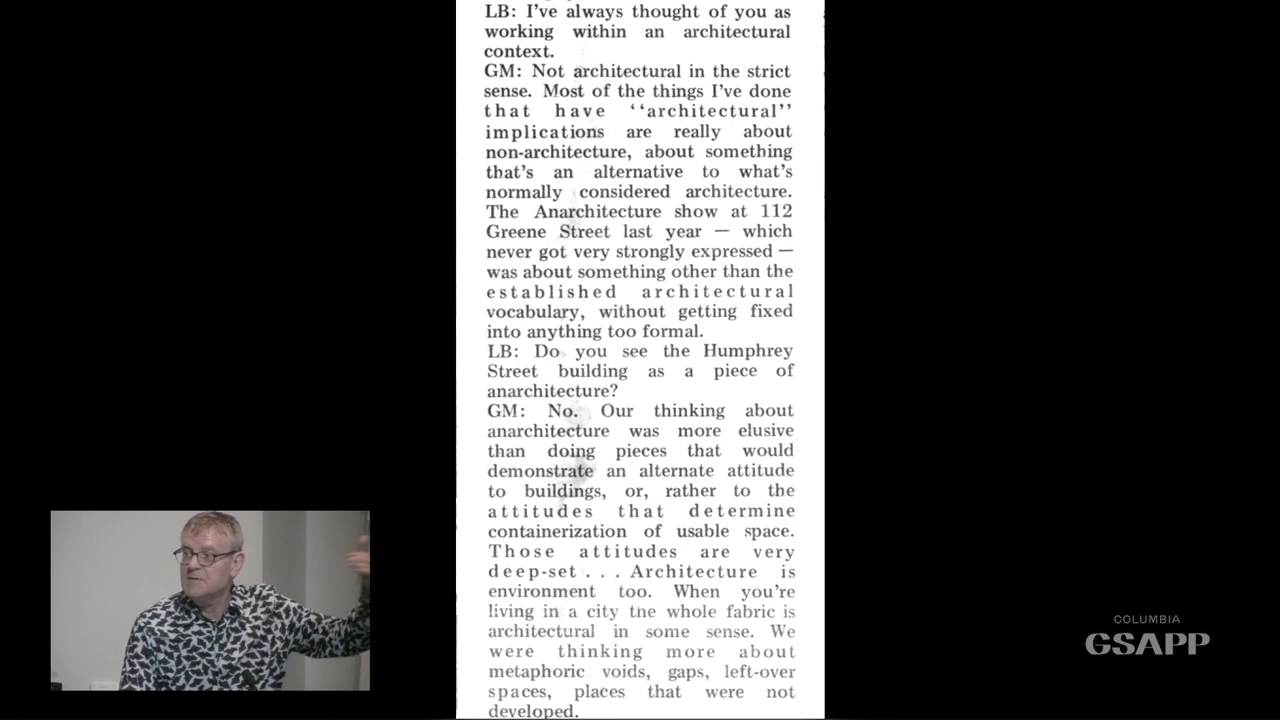 LB: I've always thought of you as
working within an architectural
context.
GM: Not architectural in the strict
sense. Most of the things I've done
that have ‘‘architectural’’
implications are really about
non-architecture, about something
that's an alternative to what's
normally considered architecture.
The Anarchitecture show at 112
Greene Street last year — which
never got very strongly expressed —
was about something other than the
established architectural
vocabulary, without getting fixed
into anything too formal.
LB: Do you see the Humphrey
Street building as a piece of
anarchitecture?
GM: No. Our thinking about
anarchitecture was more elusive
than doing pieces that would
demonstrate an alternate attitude
to buildings, or, rather to the
attitudes that determine
containerization of usable space.
Those attitudes are very
deep-set . . . Architecture is
environment too. When you're
living in a city the whole fabric is
architectural in some sense. We
were thinking more about
metaphoric voids, gaps, left-over
spaces, places that were not
developed.
COLUMBIA
GSAPP